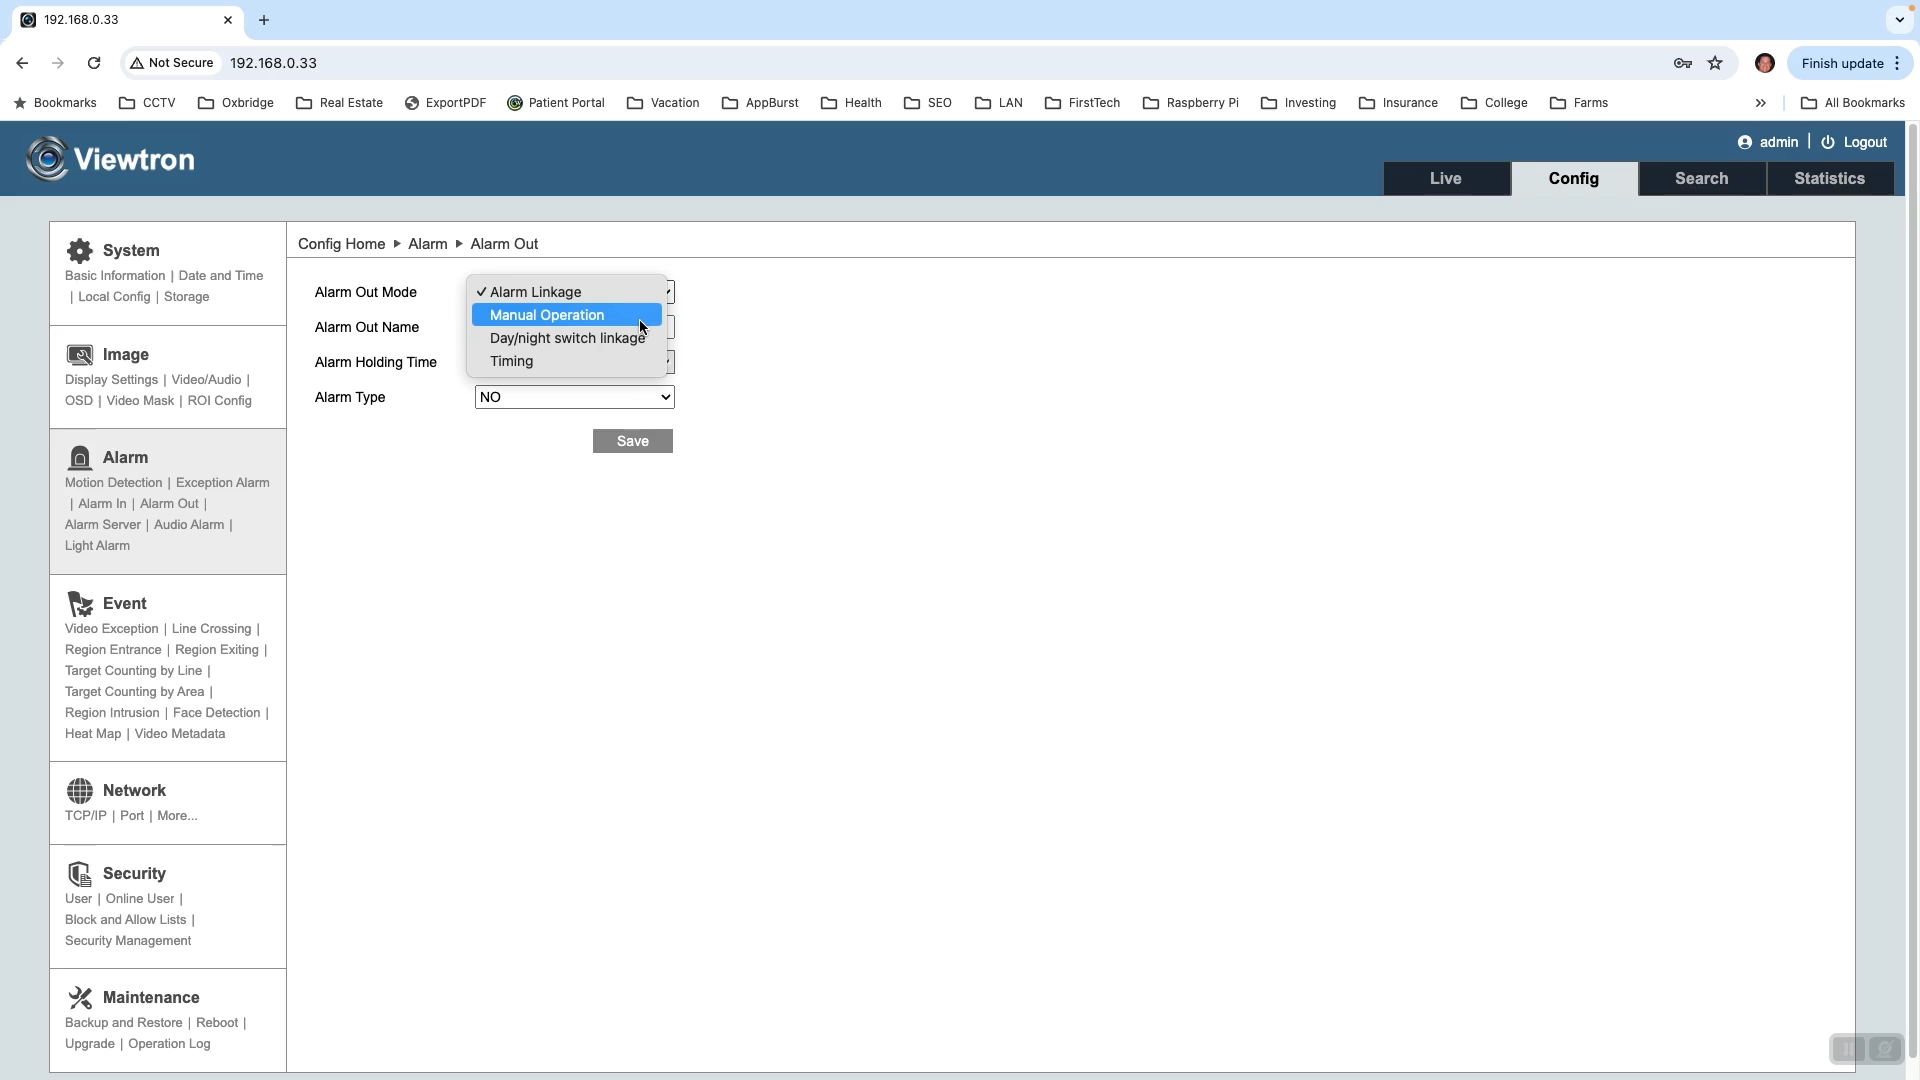 192.168.0.33
Not Secure 192.168.0.33 Finish update
Bookmarks CCTV Oxbridge Real Estate ExportPDF Patient Portal Vacation AppBurst Health SEO LAN FirstTech Raspberry Pi Investing Insurance College Farms » All Bookmarks
admin | Logout
Viewtron
Live Config Search Statistics
Config Home ▸ Alarm ▸ Alarm Out
System
Basic Information | Date and Time
| Local Config | Storage
Image
Display Settings | Video/Audio |
OSD | Video Mask | ROI Config
Alarm
Motion Detection | Exception Alarm
| Alarm In | Alarm Out |
Alarm Server | Audio Alarm |
Light Alarm
Event
Video Exception | Line Crossing |
Region Entrance | Region Exiting |
Target Counting by Line |
Target Counting by Area |
Region Intrusion | Face Detection |
Heat Map | Video Metadata
Network
TCP/IP | Port | More...
Security
User | Online User |
Block and Allow Lists |
Security Management
Maintenance
Backup and Restore | Reboot |
Upgrade | Operation Log
Alarm Out Mode
✓ Alarm Linkage
Manual Operation
Day/night switch linkage
Timing
Alarm Out Name
Alarm Holding Time
Alarm Type NO
Save